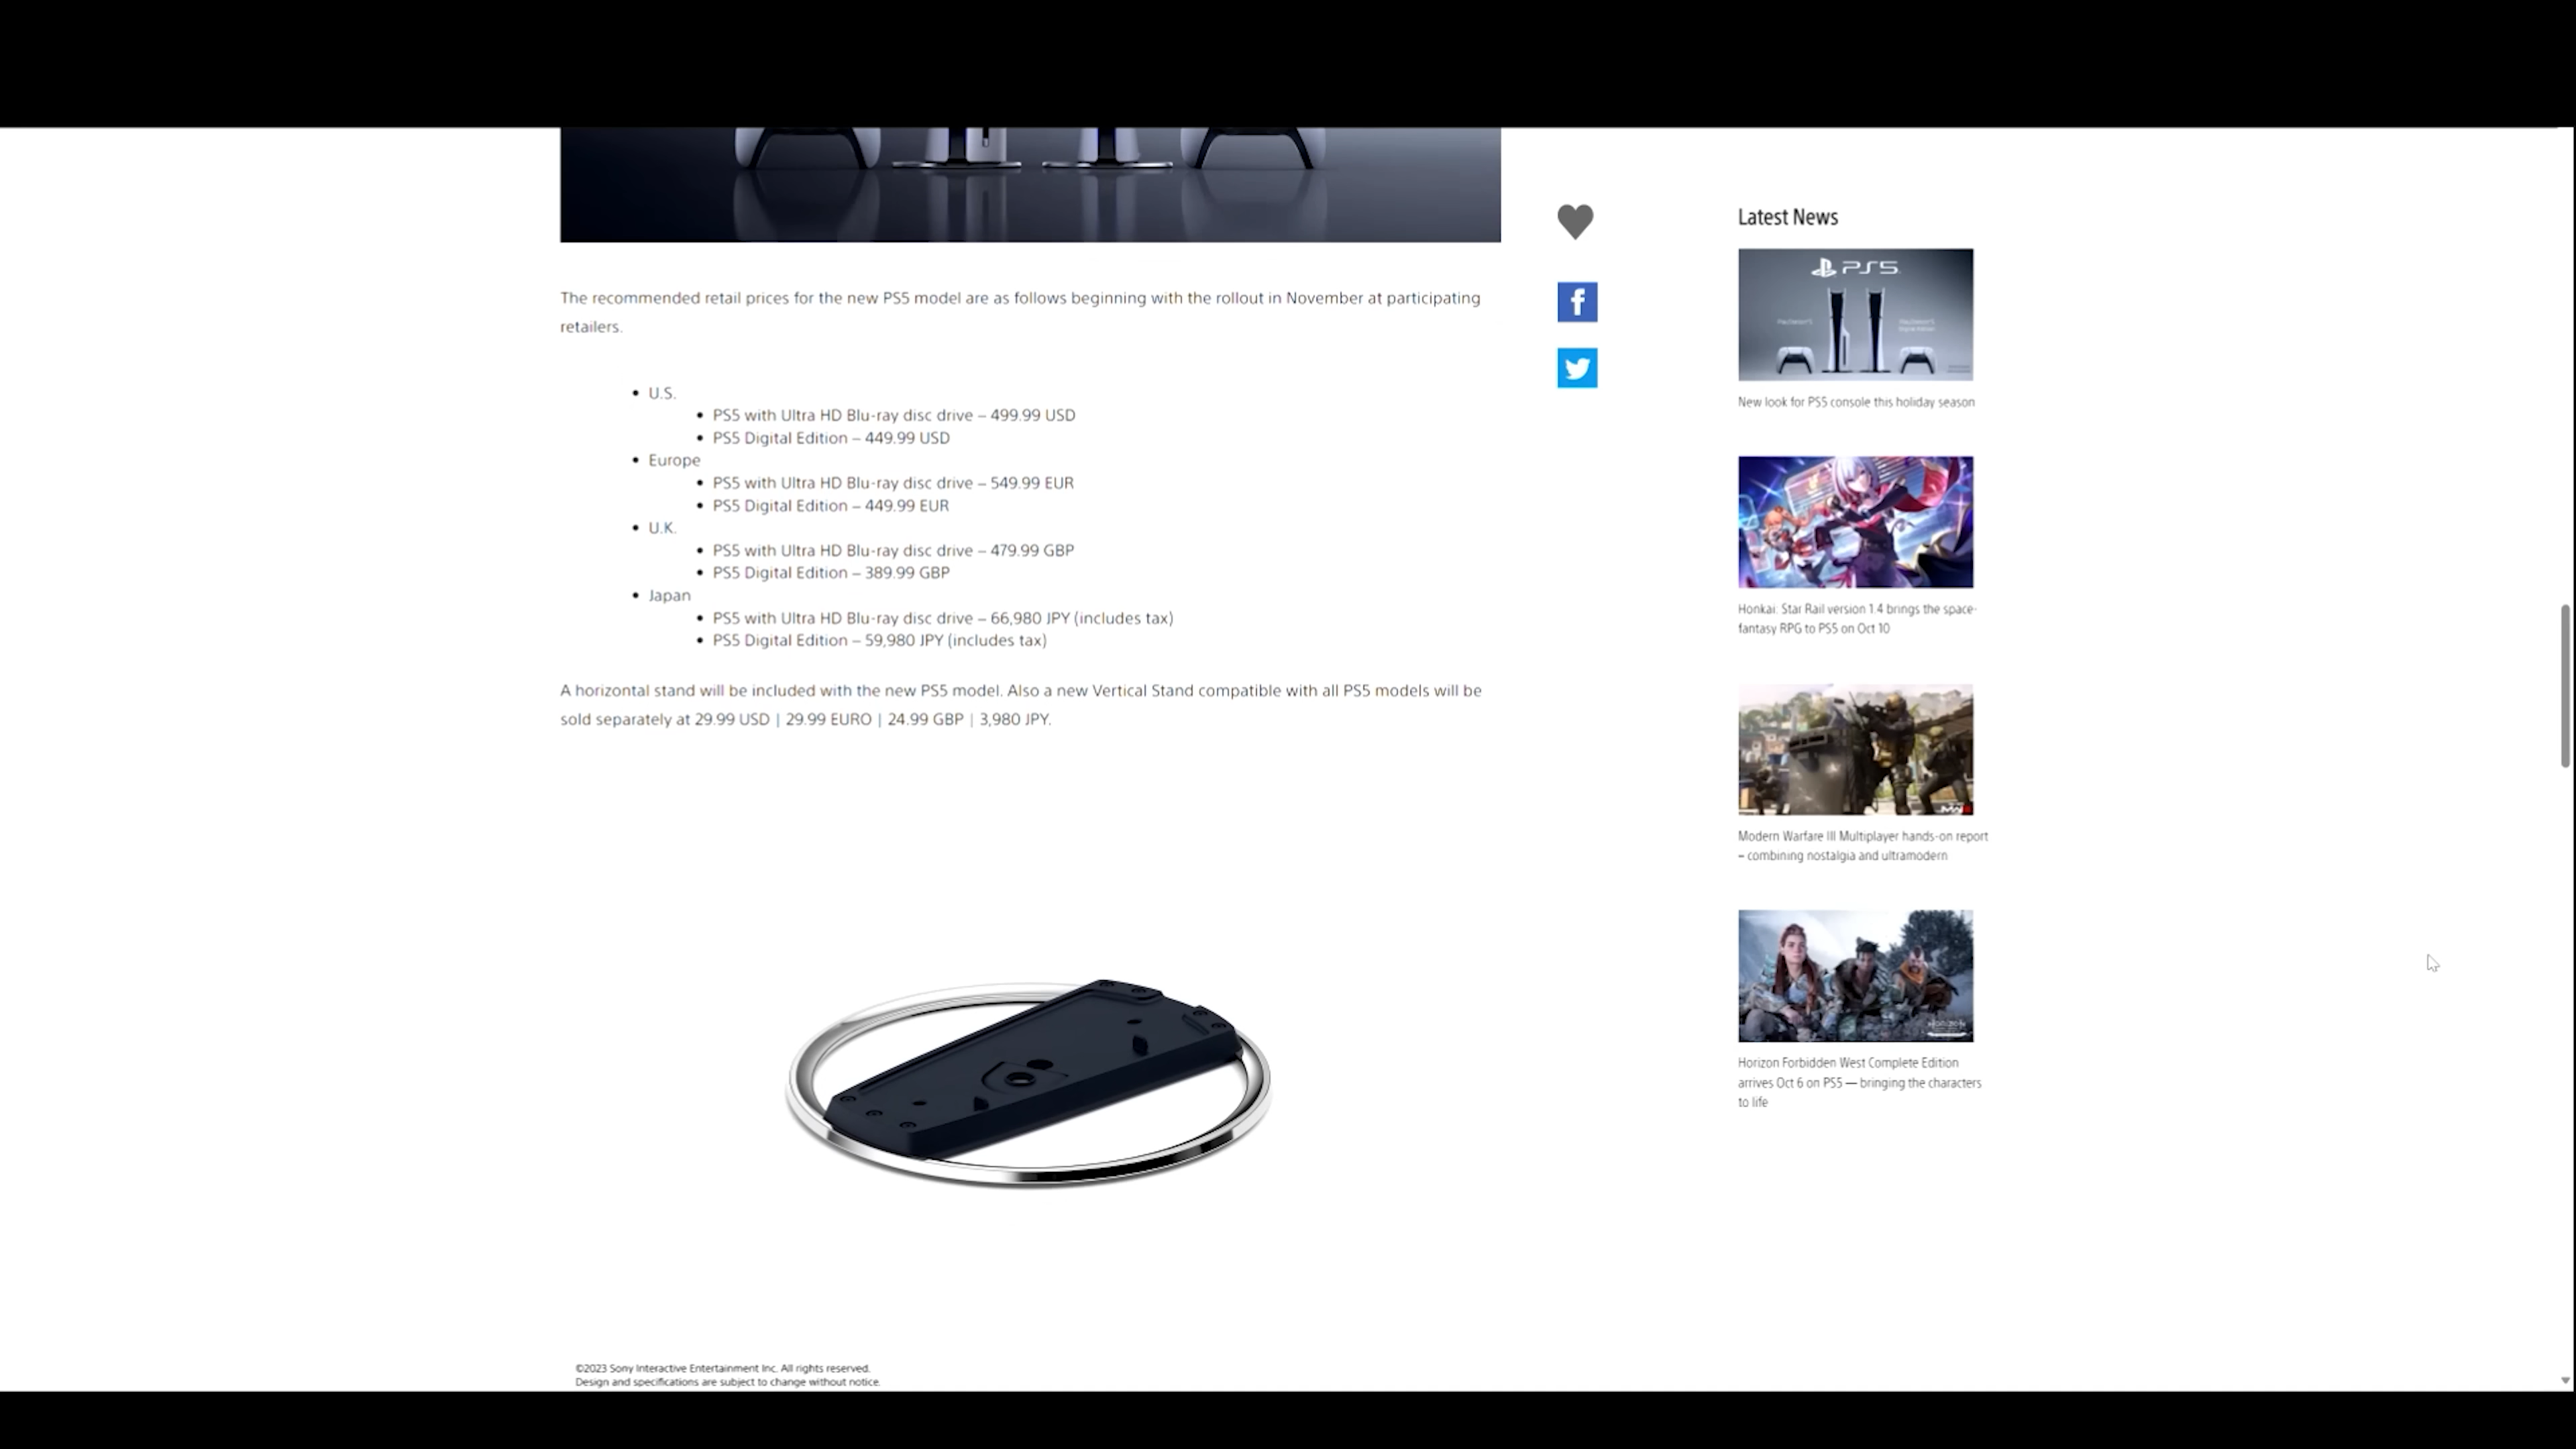 The recommended retail prices for the new PS5 model are as follows beginning with the rollout in November at participating
retailers.
• U.S.
• PS5 with Ultra HD Blu-ray disc drive – 499.99 USD
• PS5 Digital Edition – 449.99 USD
• Europe
• PS5 with Ultra HD Blu-ray disc drive – 549.99 EUR
• PS5 Digital Edition – 449.99 EUR
• U.K.
• PS5 with Ultra HD Blu-ray disc drive – 479.99 GBP
• PS5 Digital Edition – 389.99 GBP
• Japan
• PS5 with Ultra HD Blu-ray disc drive – 66,980 JPY (includes tax)
• PS5 Digital Edition – 59,980 JPY (includes tax)
A horizontal stand will be included with the new PS5 model. Also a new Vertical Stand compatible with all PS5 models will be
sold separately at 29.99 USD | 29.99 EURO | 24.99 GBP | 3,980 JPY.
©2023 Sony Interactive Entertainment Inc. All rights reserved.
Design and specifications are subject to change without notice.
Latest News
PS5
New look for PS5 console this holiday season
Honkai: Star Rail version 1.4 brings the space-
fantasy RPG to PS5 on Oct 10
Modern Warfare III Multiplayer hands-on report
– combining nostalgia and ultramodern
Horizon Forbidden West Complete Edition
arrives Oct 6 on PS5 — bringing the characters
to life